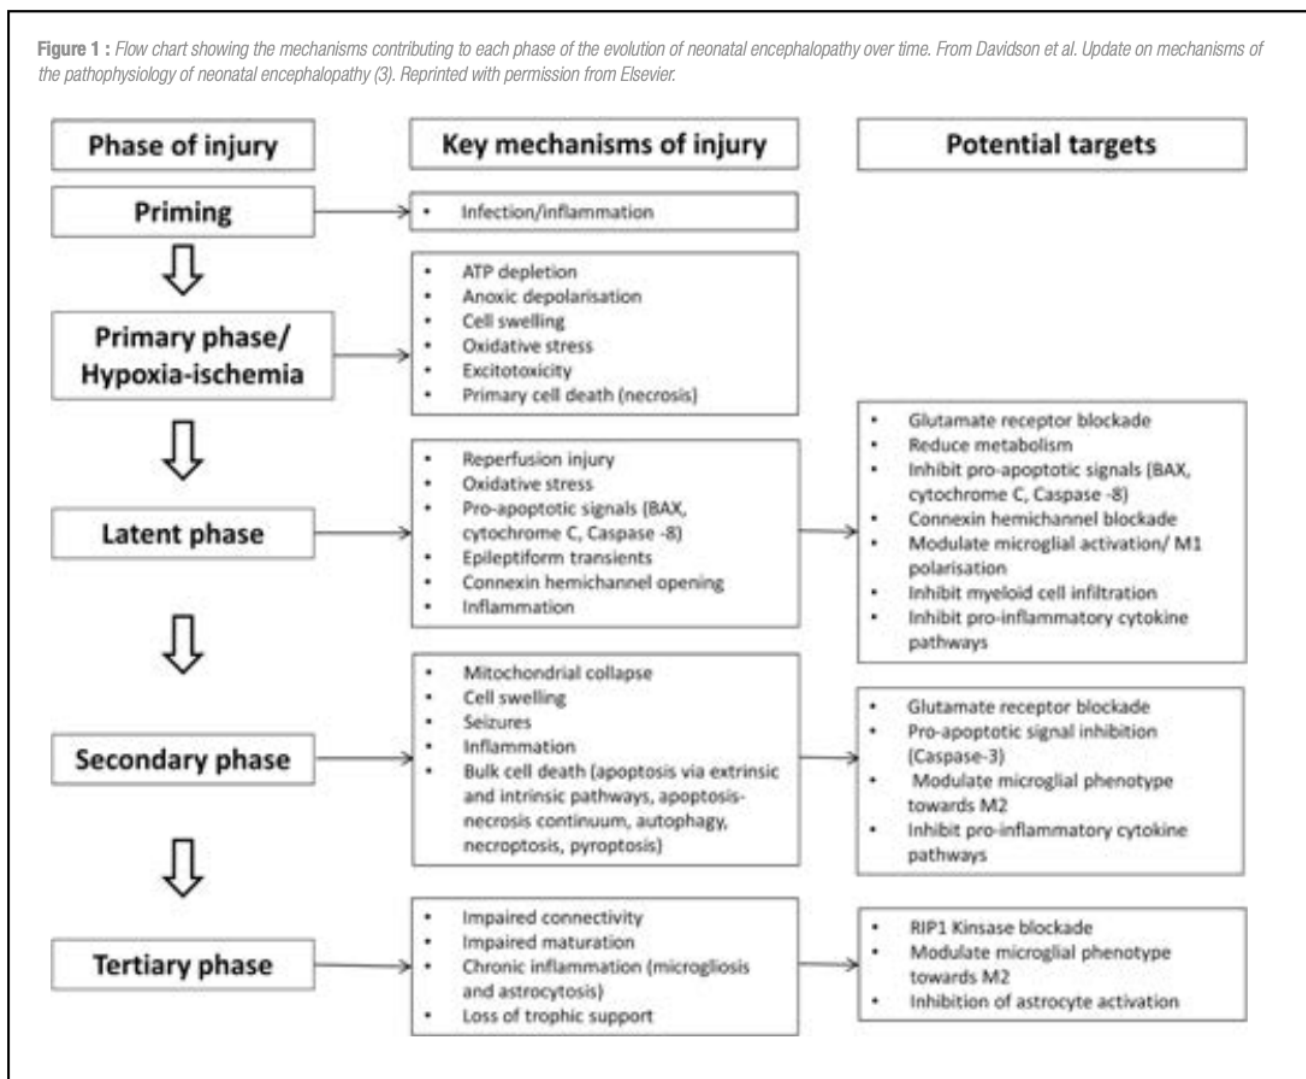 Figure 1 : Flow chart showing the mechanisms contributing to each phase of the evolution of neonatal encephalopathy over time. From Davidson et al. Update on mechanisms of
the pathophysiology of neonatal encephalopathy (3). Reprinted with permission from Elsevier.
Phase of injury
Key mechanisms of injury
Potential targets
Priming
• Infection/inflammation
Primary phase/
Hypoxia-ischemia
• ATP depletion
• Anoxic depolarisation
• Cell swelling
• Oxidative stress
• Excitotoxicity
• Primary cell death (necrosis)
Latent phase
• Reperfusion injury
• Oxidative stress
• Pro-apoptotic signals (BAX,
cytochrome C, Caspase -8)
• Epileptiform transients
• Connexin hemichannel opening
• Inflammation
• Glutamate receptor blockade
• Reduce metabolism
• Inhibit pro-apoptotic signals (BAX,
cytochrome C, Caspase -8)
• Connexin hemichannel blockade
• Modulate microglial activation/ M1
polarisation
• Inhibit myeloid cell infiltration
• Inhibit pro-inflammatory cytokine
pathways
Secondary phase
• Mitochondrial collapse
• Cell swelling
• Seizures
• Inflammation
• Bulk cell death (apoptosis via extrinsic
and intrinsic pathways, apoptosis-
necrosis continuum, autophagy,
necroptosis, pyroptosis)
• Glutamate receptor blockade
• Pro-apoptotic signal inhibition
(Caspase-3)
• Modulate microglial phenotype
towards M2
• Inhibit pro-inflammatory cytokine
pathways
Tertiary phase
• Impaired connectivity
• Impaired maturation
• Chronic inflammation (microgliosis
and astrocytosis)
• Loss of trophic support
• RIP1 Kinase blockade
• Modulate microglial phenotype
towards M2
• Inhibition of astrocyte activation